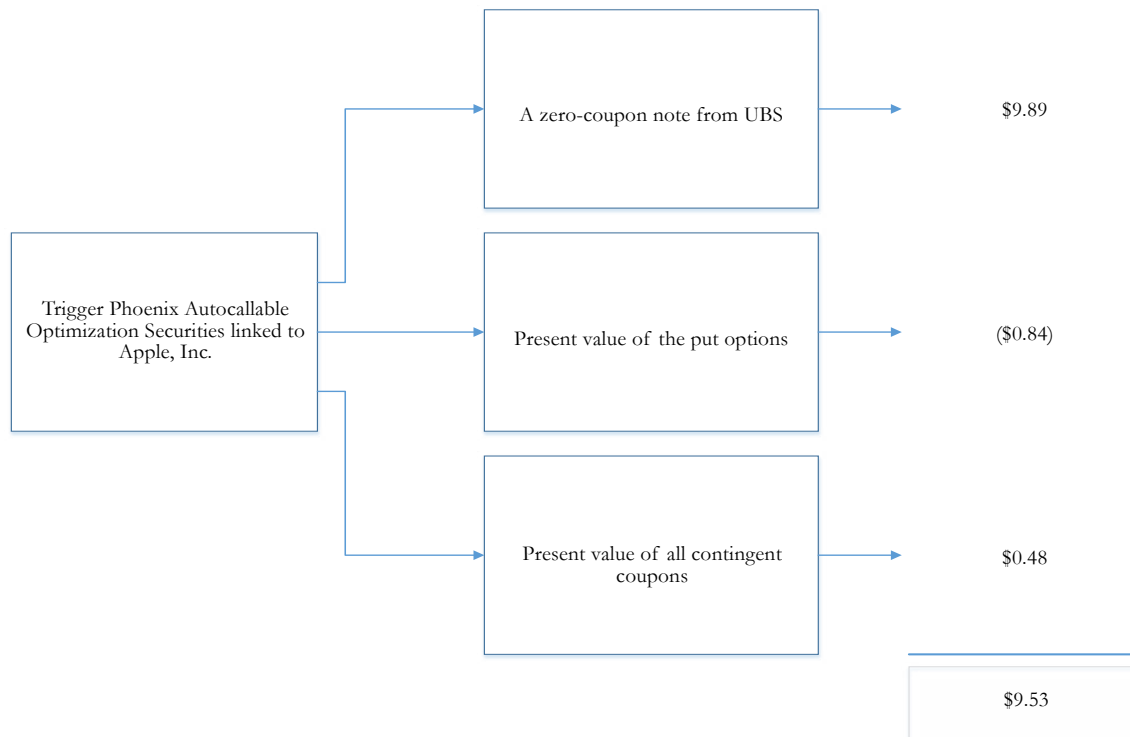 A zero-coupon note from UBS
$9.89
Trigger Phoenix Autocallable
Optimization Securities linked to
Apple, Inc.
Present value of the put options
($0.84)
Present value of all contingent
coupons
$0.48
$9.53